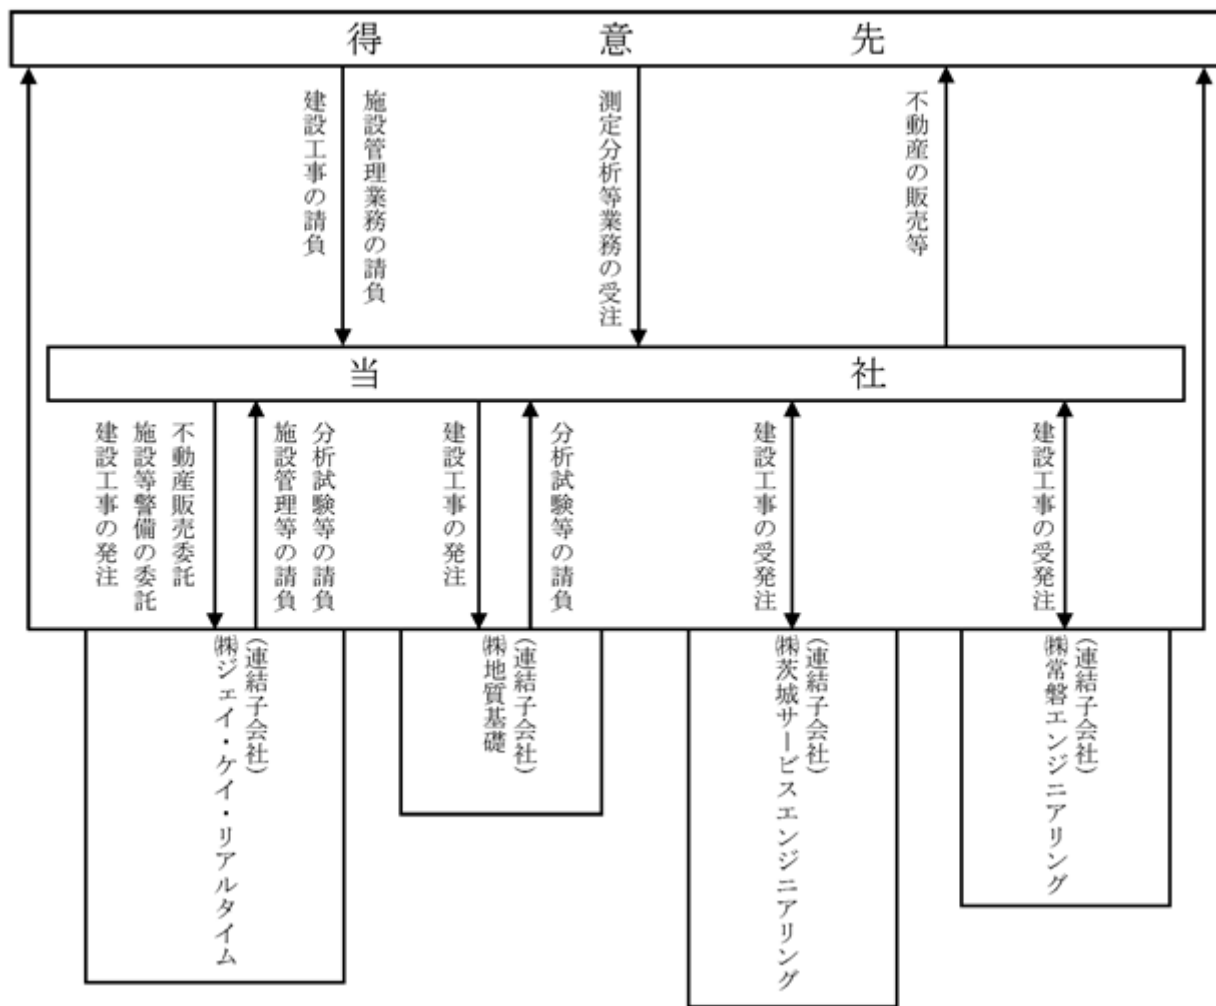 得意先
建設工事の請負
施設管理業務の請負
測定分析等業務の受注
不動産の販売等
当社
不動産販売委託
施設等警備の委託
建設工事の発注
分析試験等の請負
施設管理等の請負
建設工事の発注
分析試験等の請負
建設工事の受発注
建設工事の受発注
(連結子会社)
㈱ジェイ・ケイ・リアルタイム
(連結子会社)
㈱地質基礎
(連結子会社)
㈱茨城サービスエンジニアリング
(連結子会社)
㈱常磐エンジニアリング